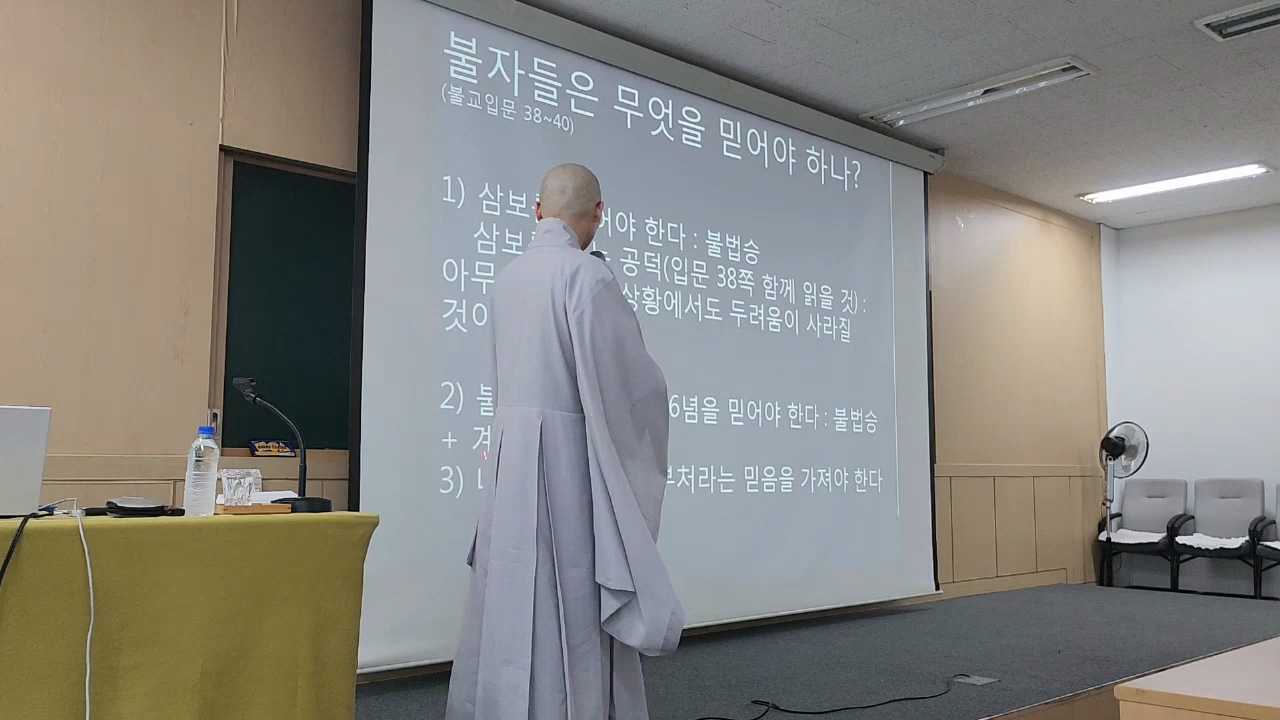 불자들은 무엇을 믿어야 하나?
(불교입문 38~40)
1) 삼보 어야 한다 : 불법승
삼보 공덕(입문 38쪽 함께 읽을 것) :
아무 상황에서도 두려움이 사라질
것이
2) 6념을 믿어야 한다 : 불법승
+ 계
3) 부처라는 믿음을 가져야 한다